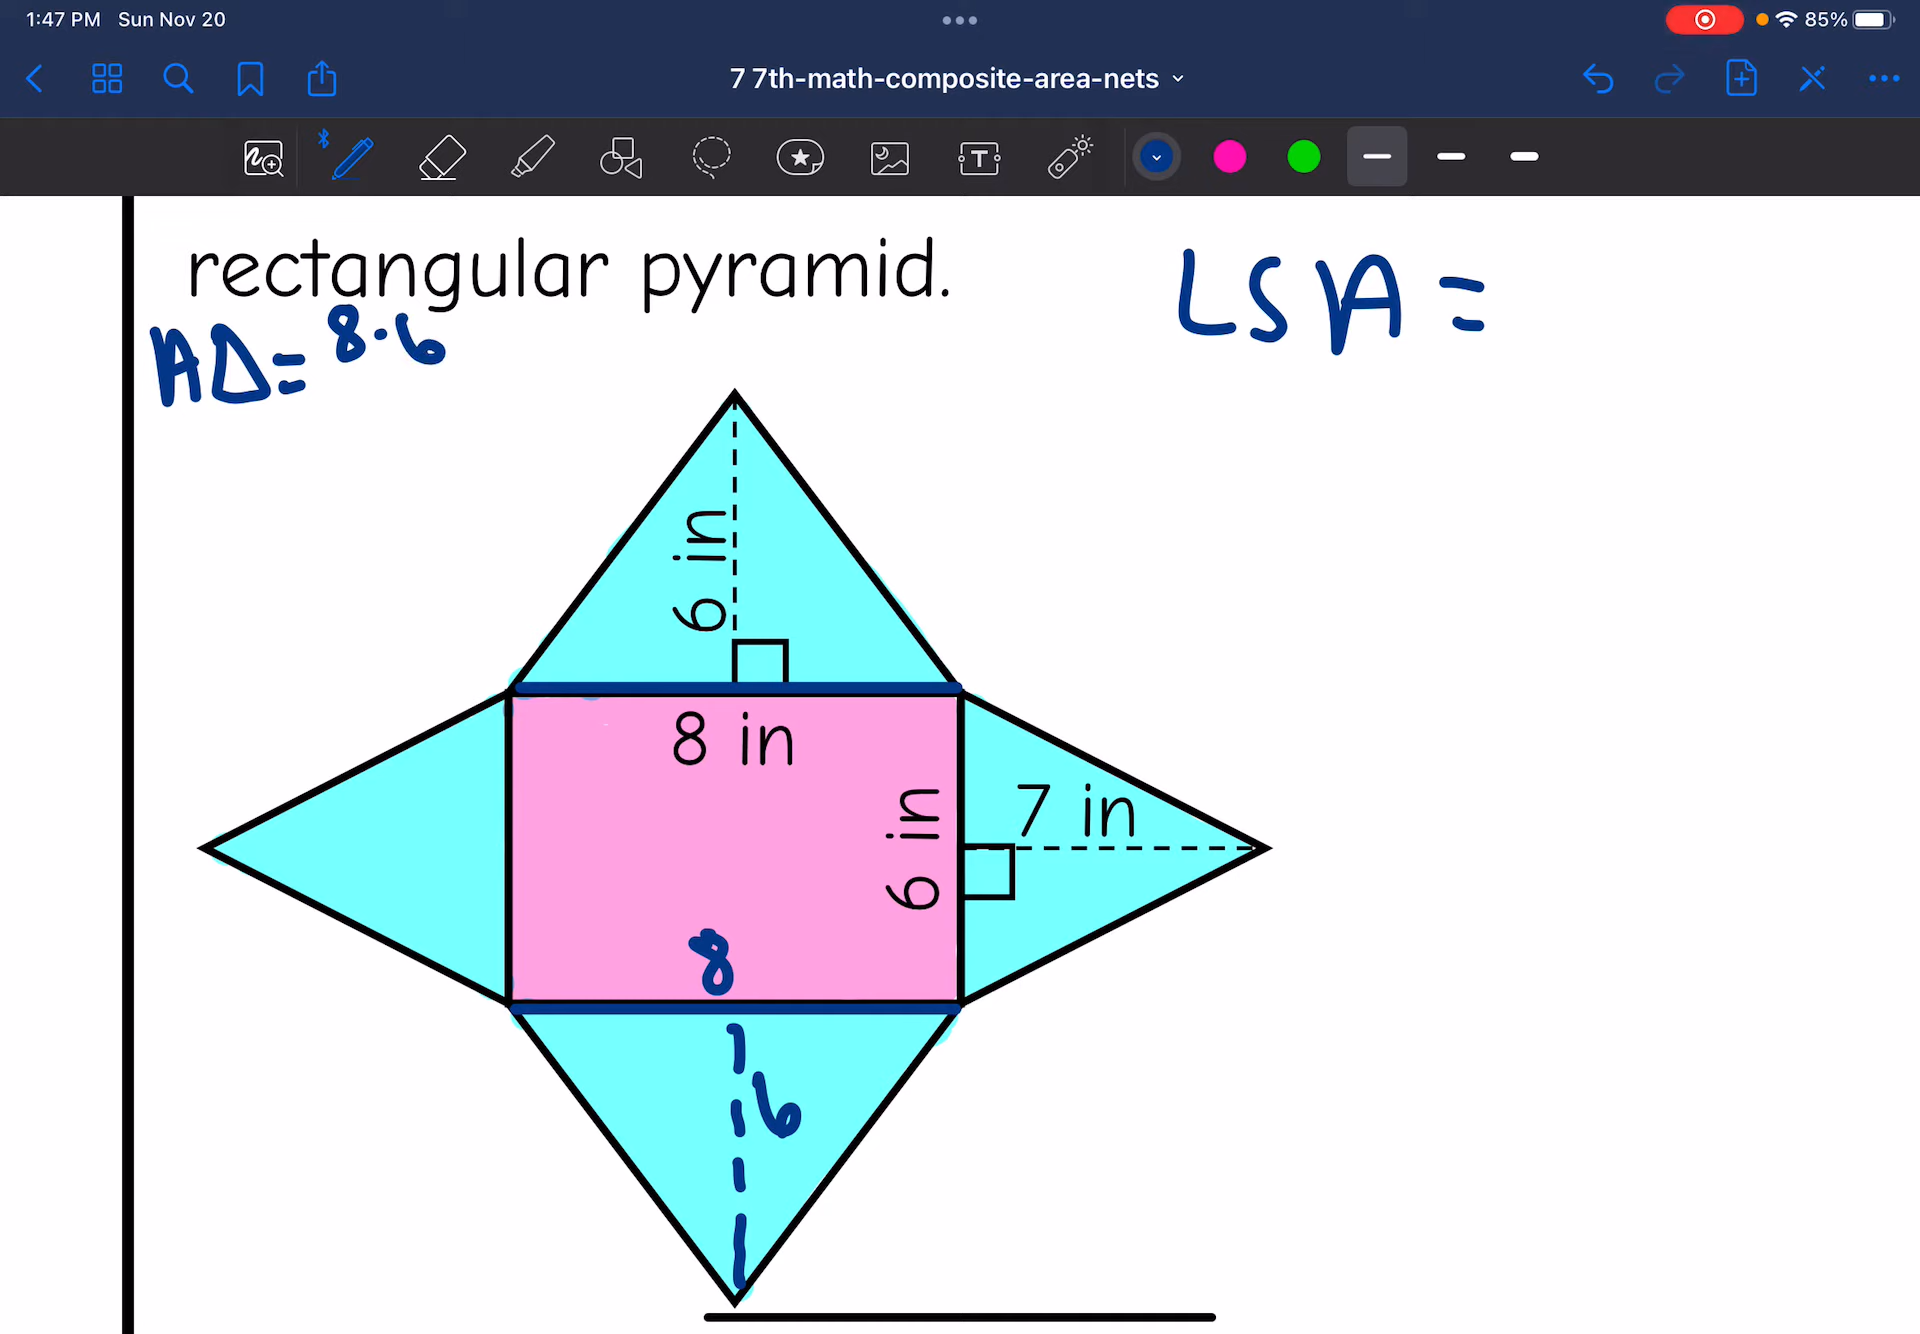 1:47 PM Sun Nov 20
85%
7 7th-math-composite-area-nets
T
rectangular pyramid.
LSA =
AΔ= 8·6
6 in
8 in
6 in
7 in
8
6